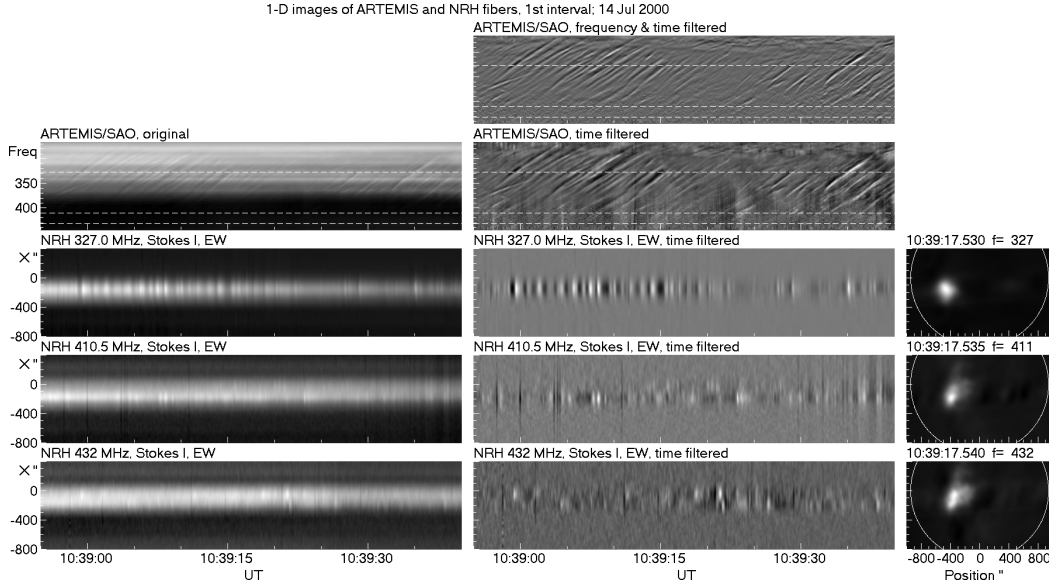 1-D images of ARTEMIS and NRH fibers, 1st interval; 14 Jul 2000
ARTEMIS/SAO, frequency & time filtered
ARTEMIS/SAO, original
ARTEMIS/SAO, time filtered
Freq
350
400
NRH 327.0 MHz, Stokes I, EW
NRH 327.0 MHz, Stokes I, EW, time filtered
10:39:17.530 f= 327
X"
0
-400
-800
NRH 410.5 MHz, Stokes I, EW
NRH 410.5 MHz, Stokes I, EW, time filtered
10:39:17.535 f= 411
X"
0
-400
-800
NRH 432 MHz, Stokes I, EW
NRH 432 MHz, Stokes I, EW, time filtered
10:39:17.540 f= 432
X"
0
-400
-800
10:39:00 10:39:15 10:39:30
10:39:00 10:39:15 10:39:30
-800 -400 0 400 800
UT
UT
Position "